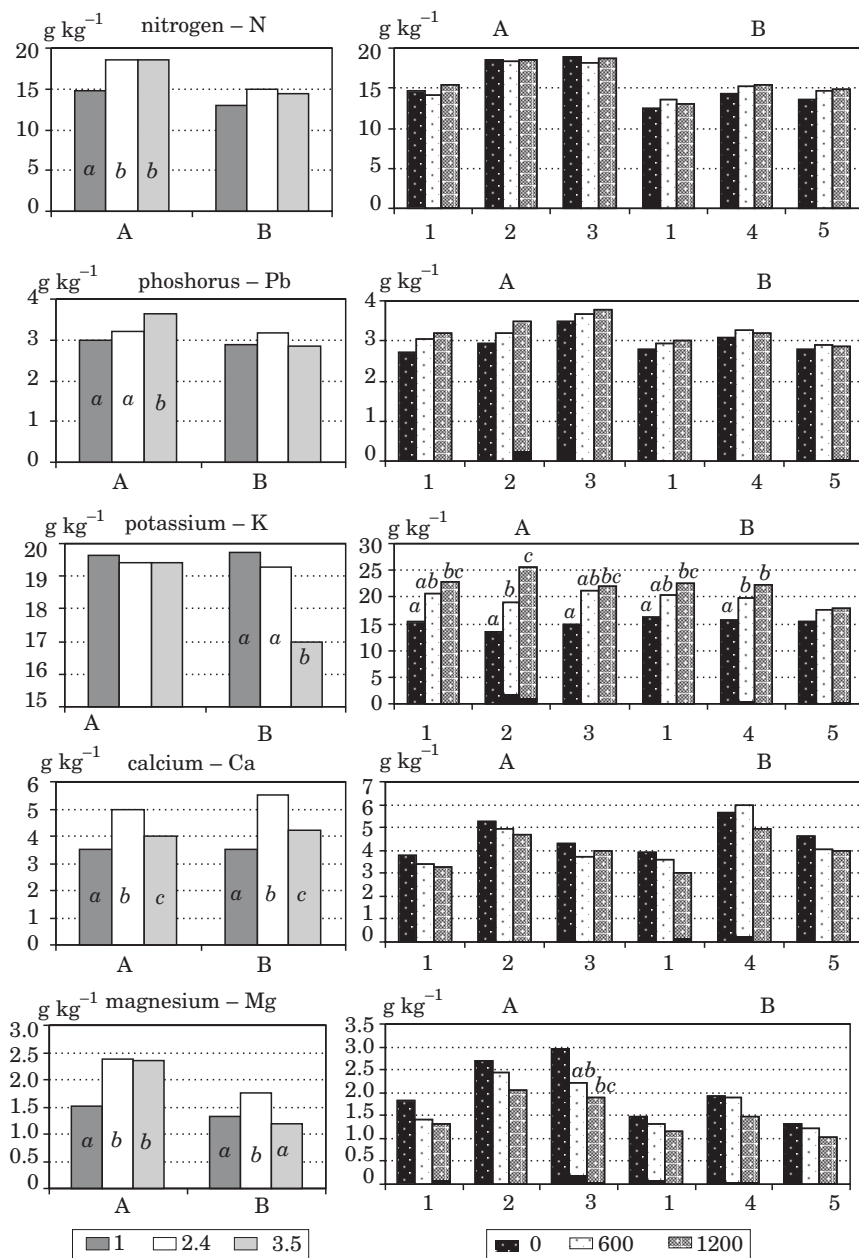 g kg⁻¹ nitrogen – N
20
15
10
5
0
a b b
A B
g kg⁻¹ A B
20
15
10
5
0
1 2 3 1 4 5
g kg⁻¹ phoshorus – Pb
4
3
2
1
0
a a b
A B
g kg⁻¹ A B
4
3
2
1
0
1 2 3 1 4 5
g kg⁻¹ potassium – K
20
19
17
16
15
a a b
A B
g kg⁻¹ A B
30
25
20
15
10
5
0
a ab bc a b c a ab bc a ab bc a b b
1 2 3 1 4 5
g kg⁻¹ calcium – Ca
6
5
4
3
2
1
0
a b c a b c
A B
g kg⁻¹ A B
7
6
5
4
3
2
1
0
1 2 3 1 4 5
g kg⁻¹ magnesium – Mg
3.0
2.5
2.0
1.5
1.0
0.5
0
a b b a b a
A B
g kg⁻¹ A B
3.5
3.0
2.5
2.0
1.5
1.0
0.5
0
ab
bc
1 2 3 1 4 5
1 2.4 3.5
0 600 1200